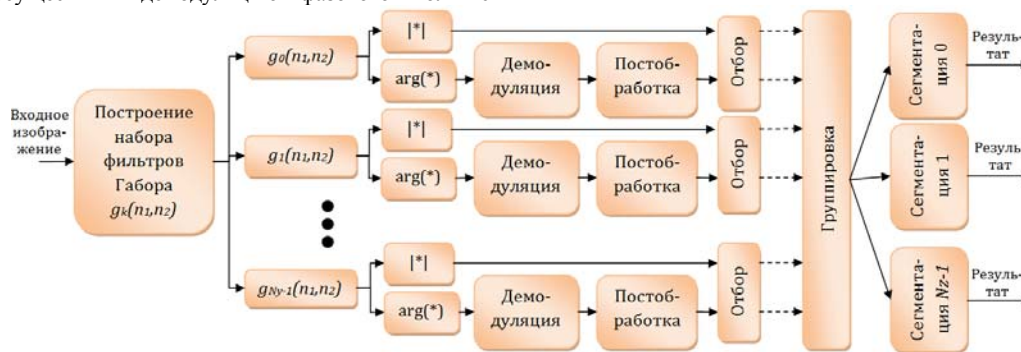 Входное
изобра-
жение
Построение
набора
фильтров
Габора
gk(n1,n2)
g0(n1,n2)
|*|
arg(*)
Демо-
дуляция
Постоб-
работка
Отбор
g1(n1,n2)
|*|
arg(*)
Демо-
дуляция
Постоб-
работка
Отбор
gNy-1(n1,n2)
|*|
arg(*)
Демо-
дуляция
Постоб-
работка
Отбор
Группировка
Сегмента-
ция 0
Резуль-
тат
Сегмента-
ция 1
Резуль-
тат
Сегмента-
ция Nz-1
Резуль-
тат